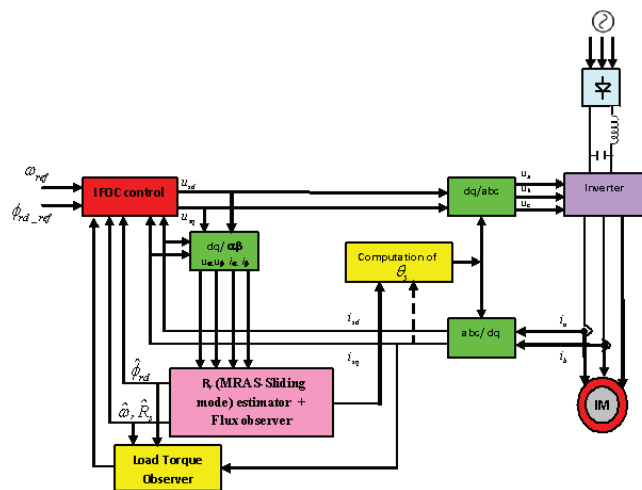 ω_ref
ϕ_rd_ref
IFOC control
u_sd
u_sq
dq/αβ
u_α u_β i_α i_β
dq/abc
u_a
u_b
u_c
Inverter
Computation of
θ_s
i_sd
i_sq
abc/dq
i_a
i_b
ϕ̂_rd
ω̂, R̂_s
R_s (MRAS-Sliding
mode) estimator +
Flux observer
Load Torque
Observer
IM